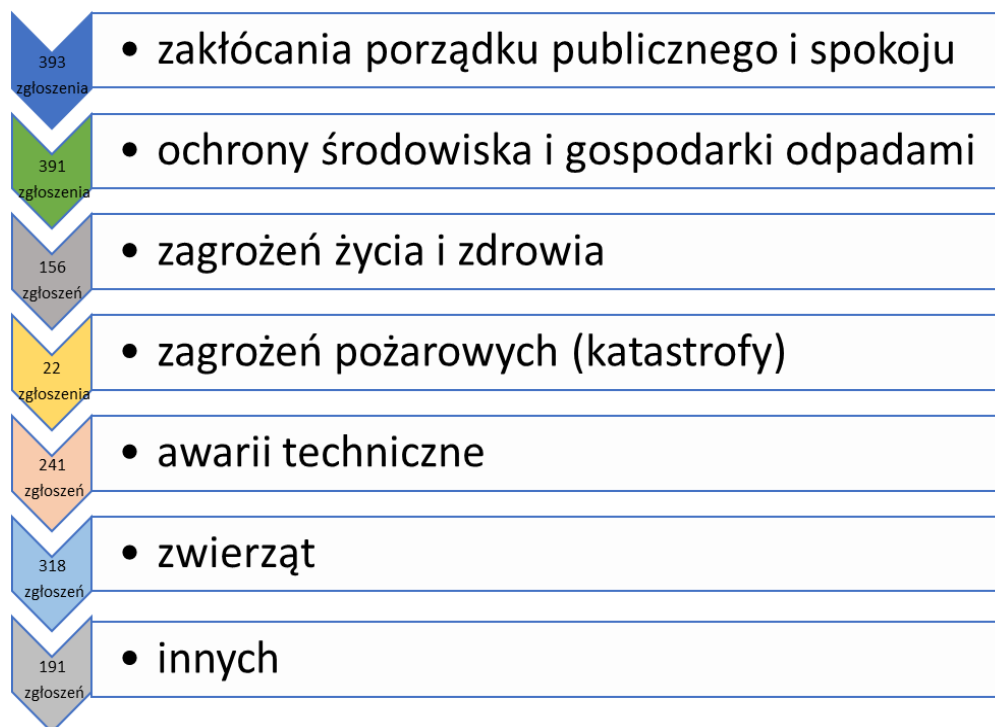 393
zgłoszenia
• zakłócania porządku publicznego i spokoju
391
zgłoszenia
• ochrony środowiska i gospodarki odpadami
156
zgłoszeń
• zagrożeń życia i zdrowia
22
zgłoszenia
• zagrożeń pożarowych (katastrofy)
241
zgłoszeń
• awarii techniczne
318
zgłoszeń
• zwierząt
191
zgłoszeń
• innych